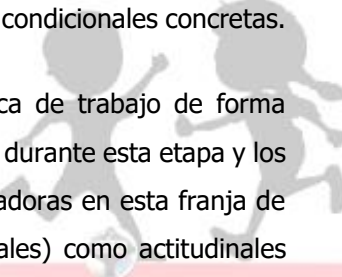 condicionales concretas.
ca de trabajo de forma
durante esta etapa y los
adoras en esta franja de
ales) como actitudinales